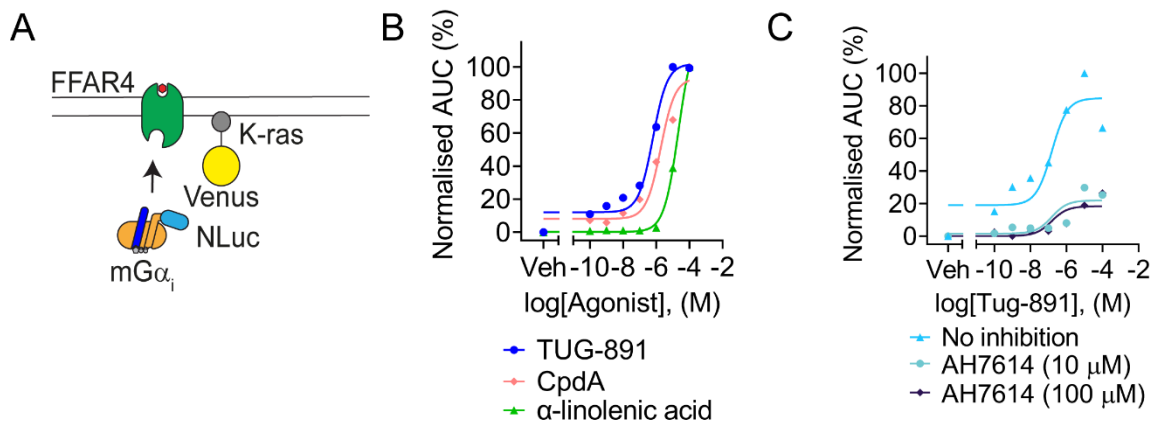 A
FFAR4
K-ras
Venus
NLuc
mGαi
B
Normalised AUC (%)
100
80
60
40
20
0
Veh -10 -8 -6 -4 -2
log[Agonist], (M)
TUG-891
CpdA
α-linolenic acid
C
Normalised AUC (%)
100
80
60
40
20
0
Veh -10 -8 -6 -4 -2
log[Tug-891], (M)
No inhibition
AH7614 (10 μM)
AH7614 (100 μM)